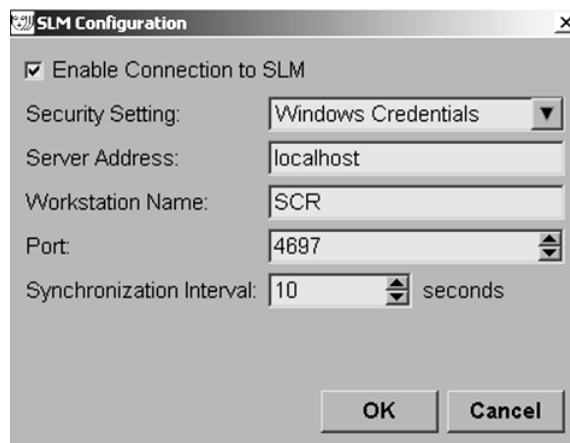 SLM Configuration
Enable Connection to SLM
Security Setting: Windows Credentials
Server Address: localhost
Workstation Name: SCR
Port: 4697
Synchronization Interval: 10 seconds
OK Cancel